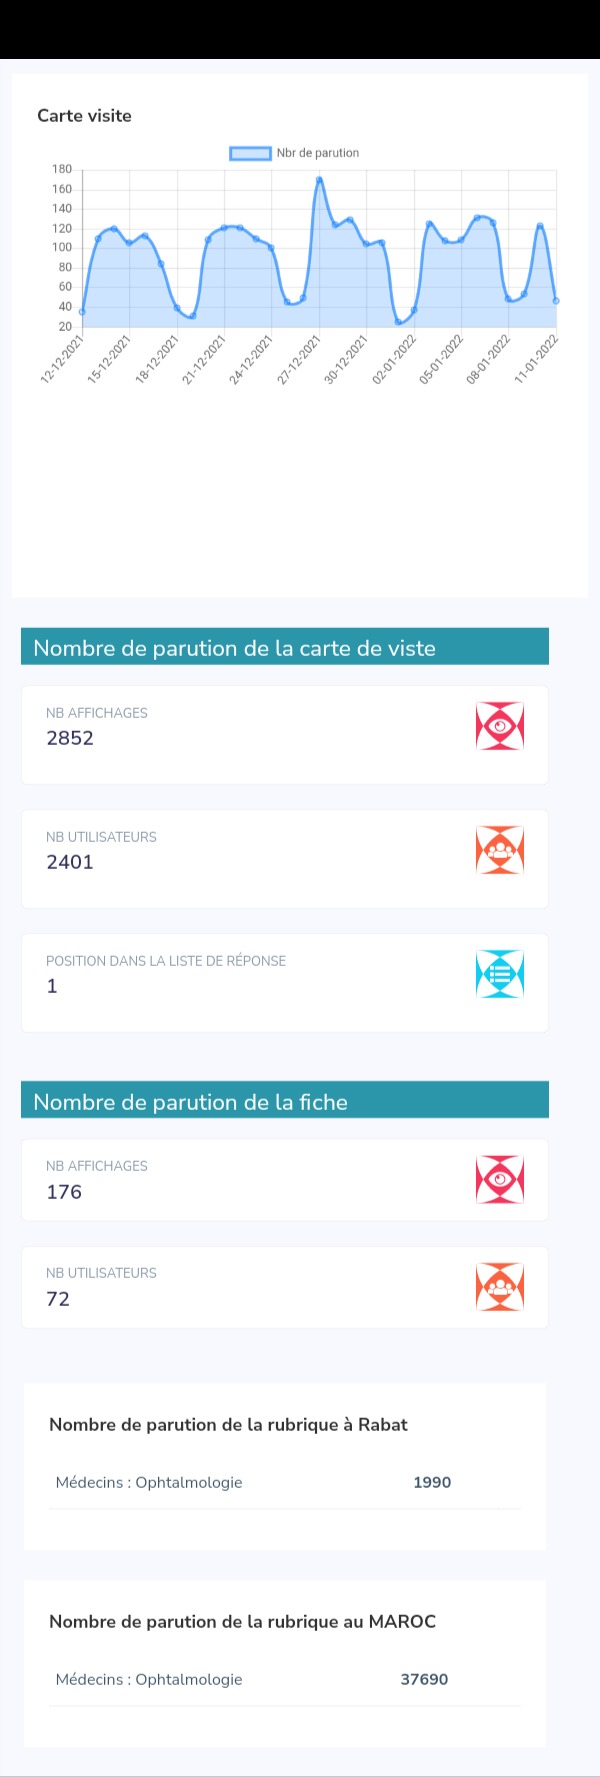 Carte visite
Nbr de parution
180
160
140
120
100
80
60
40
20
12-12-2021
15-12-2021
18-12-2021
21-12-2021
24-12-2021
27-12-2021
30-12-2021
02-01-2022
05-01-2022
08-01-2022
11-01-2022
Nombre de parution de la carte de viste
NB AFFICHAGES
2852
NB UTILISATEURS
2401
POSITION DANS LA LISTE DE RÉPONSE
1
Nombre de parution de la fiche
NB AFFICHAGES
176
NB UTILISATEURS
72
Nombre de parution de la rubrique à Rabat
Médecins : Ophtalmologie 1990
Nombre de parution de la rubrique au MAROC
Médecins : Ophtalmologie 37690